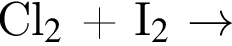 Cl₂ + I₂ →